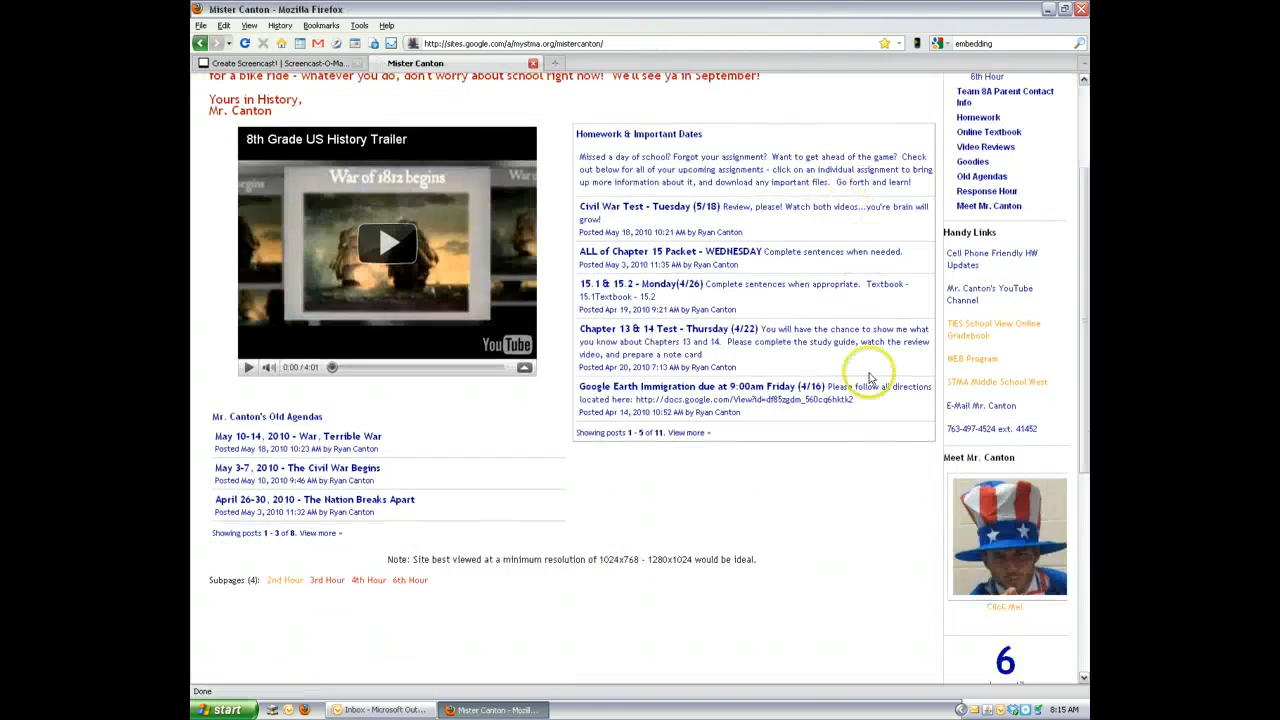 Mister Canton - Mozilla Firefox
File Edit View History Bookmarks Tools Help
http://sites.google.com/a/mystma.org/mistercanton/
embedding
Create Screencast! | Screencast-O-Ma...
Mister Canton
for a bike ride - whatever you do, don't worry about school right now! We'll see ya in September!
Yours in History,
Mr. Canton
8th Grade US History Trailer
War of 1812 begins
YouTube
0:00 / 4:01
Mr. Canton's Old Agendas
May 10-14, 2010 - War, Terrible War
Posted May 18, 2010 10:23 AM by Ryan Canton
May 3-7, 2010 - The Civil War Begins
Posted May 10, 2010 9:46 AM by Ryan Canton
April 26-30, 2010 - The Nation Breaks Apart
Posted May 3, 2010 11:32 AM by Ryan Canton
Showing posts 1 - 3 of 8. View more »
Homework & Important Dates
Missed a day of school? Forgot your assignment? Want to get ahead of the game? Check
out below for all of your upcoming assignments - click on an individual assignment to bring
up more information about it, and download any important files. Go forth and learn!
Civil War Test - Tuesday (5/18) Review, please! Watch both videos...you're brain will
grow!
Posted May 18, 2010 10:21 AM by Ryan Canton
ALL of Chapter 15 Packet - WEDNESDAY Complete sentences when needed.
Posted May 3, 2010 11:35 AM by Ryan Canton
15.1 & 15.2 - Monday(4/26) Complete sentences when appropriate. Textbook -
15.1Textbook - 15.2
Posted Apr 19, 2010 9:21 AM by Ryan Canton
Chapter 13 & 14 Test - Thursday (4/22) You will have the chance to show me what
you know about Chapters 13 and 14. Please complete the study guide, watch the review
video, and prepare a note card
Posted Apr 20, 2010 7:13 AM by Ryan Canton
Google Earth Immigration due at 9:00am Friday (4/16) Please follow all directions
located here: http://docs.google.com/View?id=df85zgdm_560cq6hktk2
Posted Apr 14, 2010 10:52 AM by Ryan Canton
Showing posts 1 - 5 of 11. View more »
Note: Site best viewed at a minimum resolution of 1024x768 - 1280x1024 would be ideal.
Subpages (4): 2nd Hour 3rd Hour 4th Hour 6th Hour
6th Hour
Team 8A Parent Contact
Info
Homework
Online Textbook
Video Reviews
Goodies
Old Agendas
Response Hour
Meet Mr. Canton
Handy Links
Cell Phone Friendly HW
Updates
Mr. Canton's YouTube
Channel
TIES School View Online
Gradebook
WEB Program
STMA Middle School West
E-Mail Mr. Canton
763-497-4524 ext. 41452
Meet Mr. Canton
Click Me!
6
Done
start
Inbox - Microsoft Out...
Mister Canton - Mozil...
8:15 AM